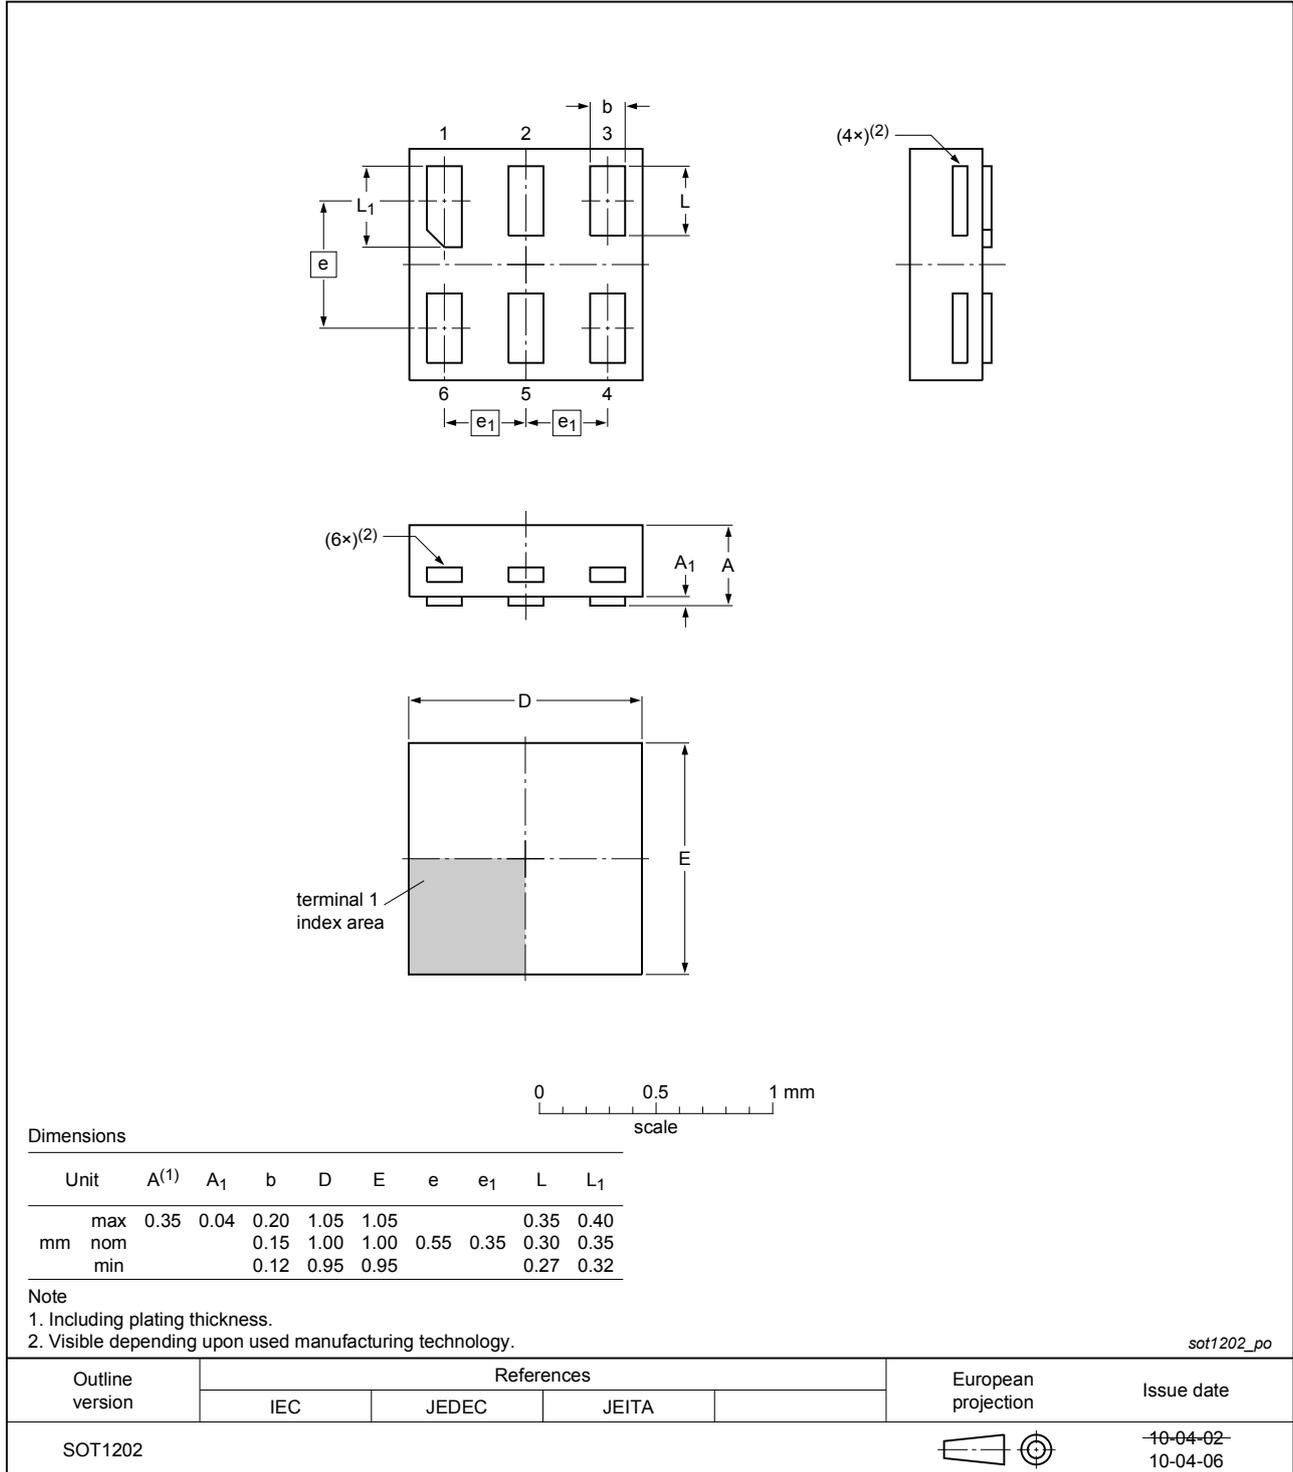 b
1 2 3
(4×)(2)
L1
L
e
6 5 4
e1 e1
(6×)(2)
A1 A
D
E
terminal 1
index area
0 0.5 1 mm
scale
Dimensions
Unit A(1) A1 b D E e e1 L L1
max 0.35 0.04 0.20 1.05 1.05 0.35 0.40
mm nom 0.15 1.00 1.00 0.55 0.35 0.30 0.35
min 0.12 0.95 0.95 0.27 0.32
Note
1. Including plating thickness.
2. Visible depending upon used manufacturing technology.
sot1202_po
Outline version References European projection Issue date
IEC JEDEC JEITA
SOT1202
10-04-02
10-04-06